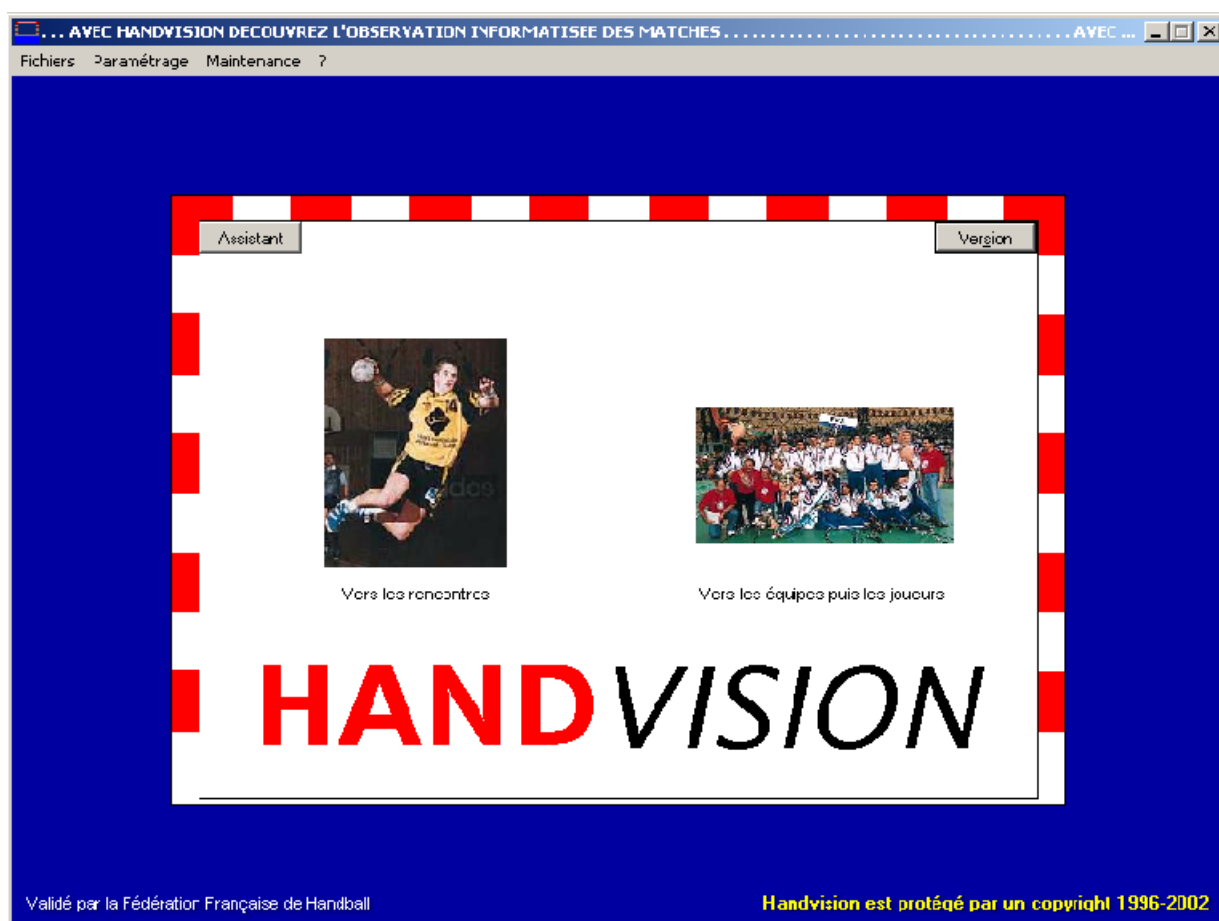 ... AVEC HANDVISION DECOUVREZ L'OBSERVATION INFORMATISEE DES MATCHES.....................................AVEC ...
Fichiers Paramétrage Maintenance ?
Assistant Version
Vers les rencontres Vers les équipes puis les joueurs
HANDVISION
Validé par la Fédération Française de Handball Handvision est protégé par un copyright 1996-2002